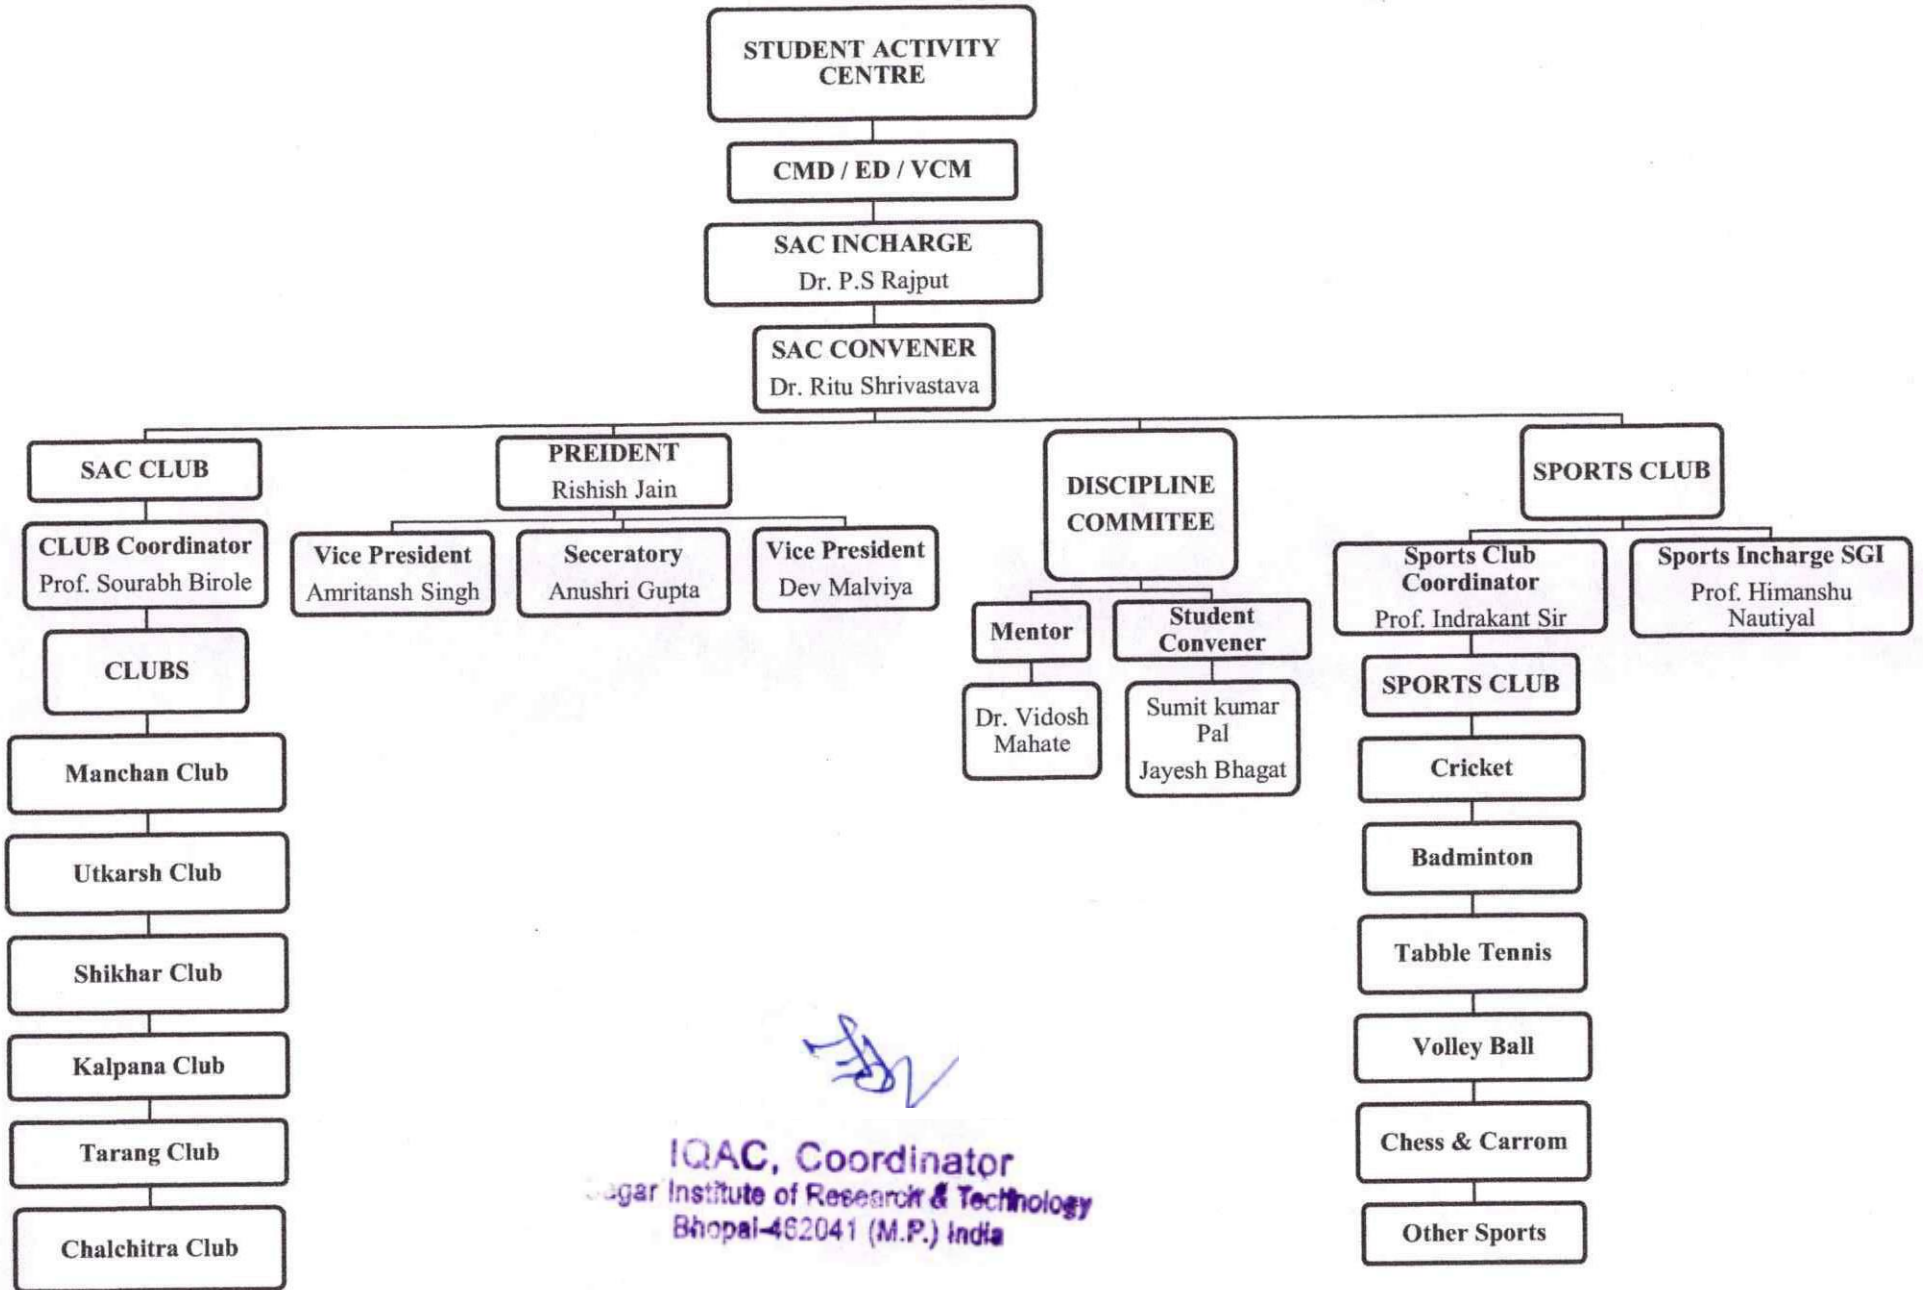 STUDENT ACTIVITY
CENTRE
CMD / ED / VCM
SAC INCHARGE
Dr. P.S Rajput
SAC CONVENER
Dr. Ritu Shrivastava
SAC CLUB
CLUB Coordinator
Prof. Sourabh Birole
CLUBS
Manchan Club
Utkarsh Club
Shikhar Club
Kalpana Club
Tarang Club
Chalchitra Club
PREIDENT
Rishish Jain
Vice President
Amritansh Singh
Seceratory
Anushri Gupta
Vice President
Dev Malviya
DISCIPLINE
COMMITEE
Mentor
Dr. Vidosh
Mahate
Student
Convener
Sumit kumar
Pal
Jayesh Bhagat
SPORTS CLUB
Sports Club
Coordinator
Prof. Indrakant Sir
Sports Incharge SGI
Prof. Himanshu
Nautiyal
SPORTS CLUB
Cricket
Badminton
Tabble Tennis
Volley Ball
Chess & Carrom
Other Sports
IQAC, Coordinator
Institute of Research & Technology
Bhopal-462041 (M.P.) India